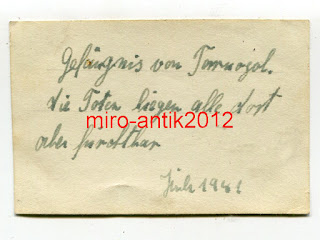 Gefängnis von Tarnopol.
Die Toten liegen alle dort
miro-antik2012
aber furchtbar
Juli 1941